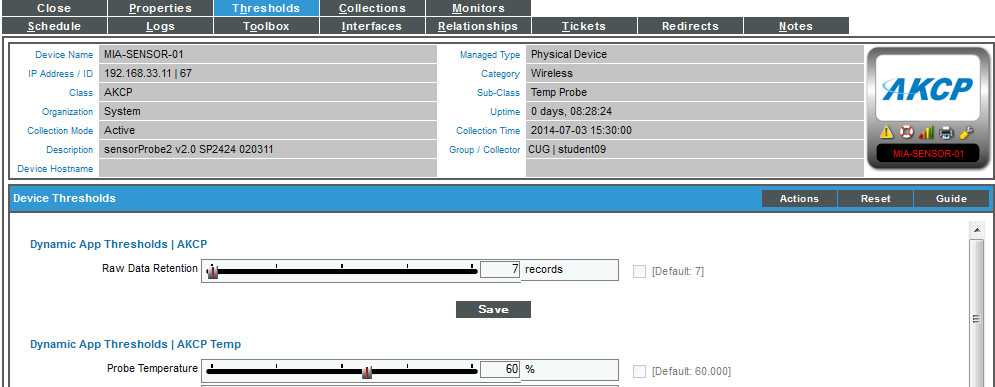 Close Properties Thresholds Collections Monitors
Schedule Logs Toolbox Interfaces Relationships Tickets Redirects Notes
Device Name MIA-SENSOR-01 Managed Type Physical Device
IP Address / ID 192.168.33.11 | 67 Category Wireless
Class AKCP Sub-Class Temp Probe
Organization System Uptime 0 days, 08:28:24
Collection Mode Active Collection Time 2014-07-03 15:30:00
Description sensorProbe2 v2.0 SP2424 020311 Group / Collector CUG | student09
Device Hostname
AKCP
MIA-SENSOR-01
Device Thresholds Actions Reset Guide
Dynamic App Thresholds | AKCP
Raw Data Retention 7 records [Default: 7]
Save
Dynamic App Thresholds | AKCP Temp
Probe Temperature 60 % [Default: 60.000]